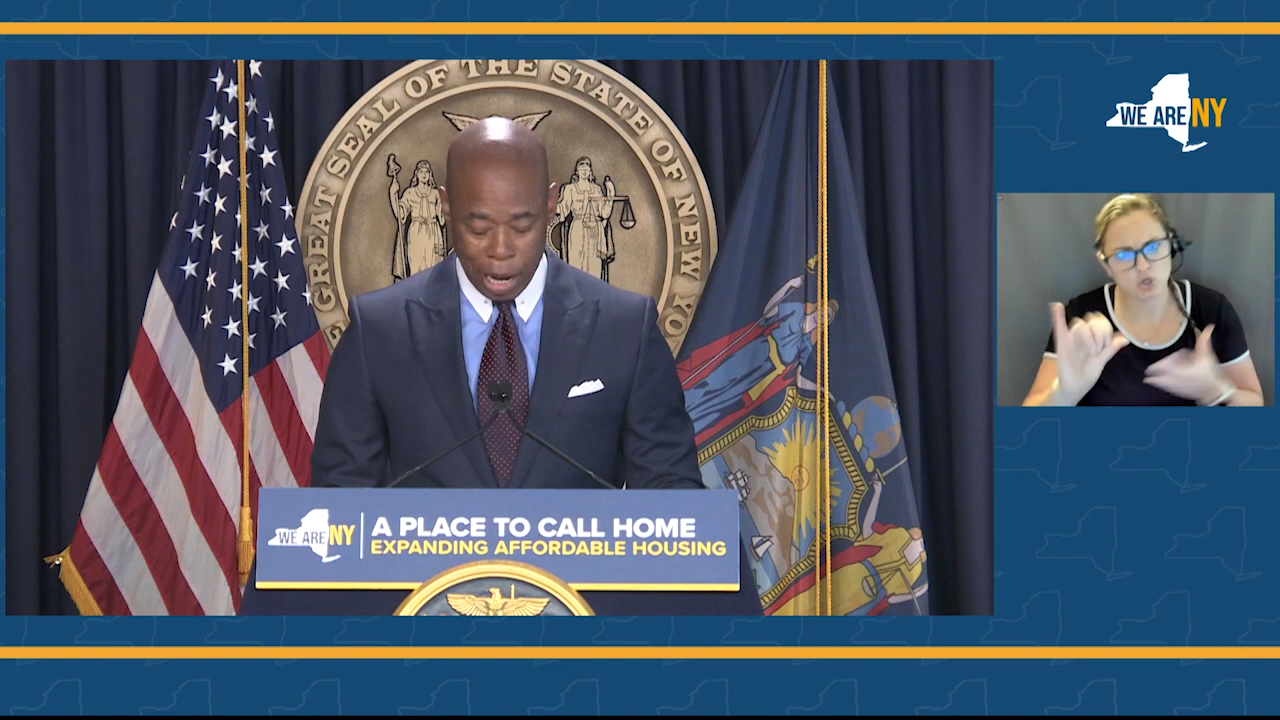 GREAT SEAL OF THE STATE OF NEW YO
WE ARE NY
WE ARE NY
A PLACE TO CALL HOME
EXPANDING AFFORDABLE HOUSING